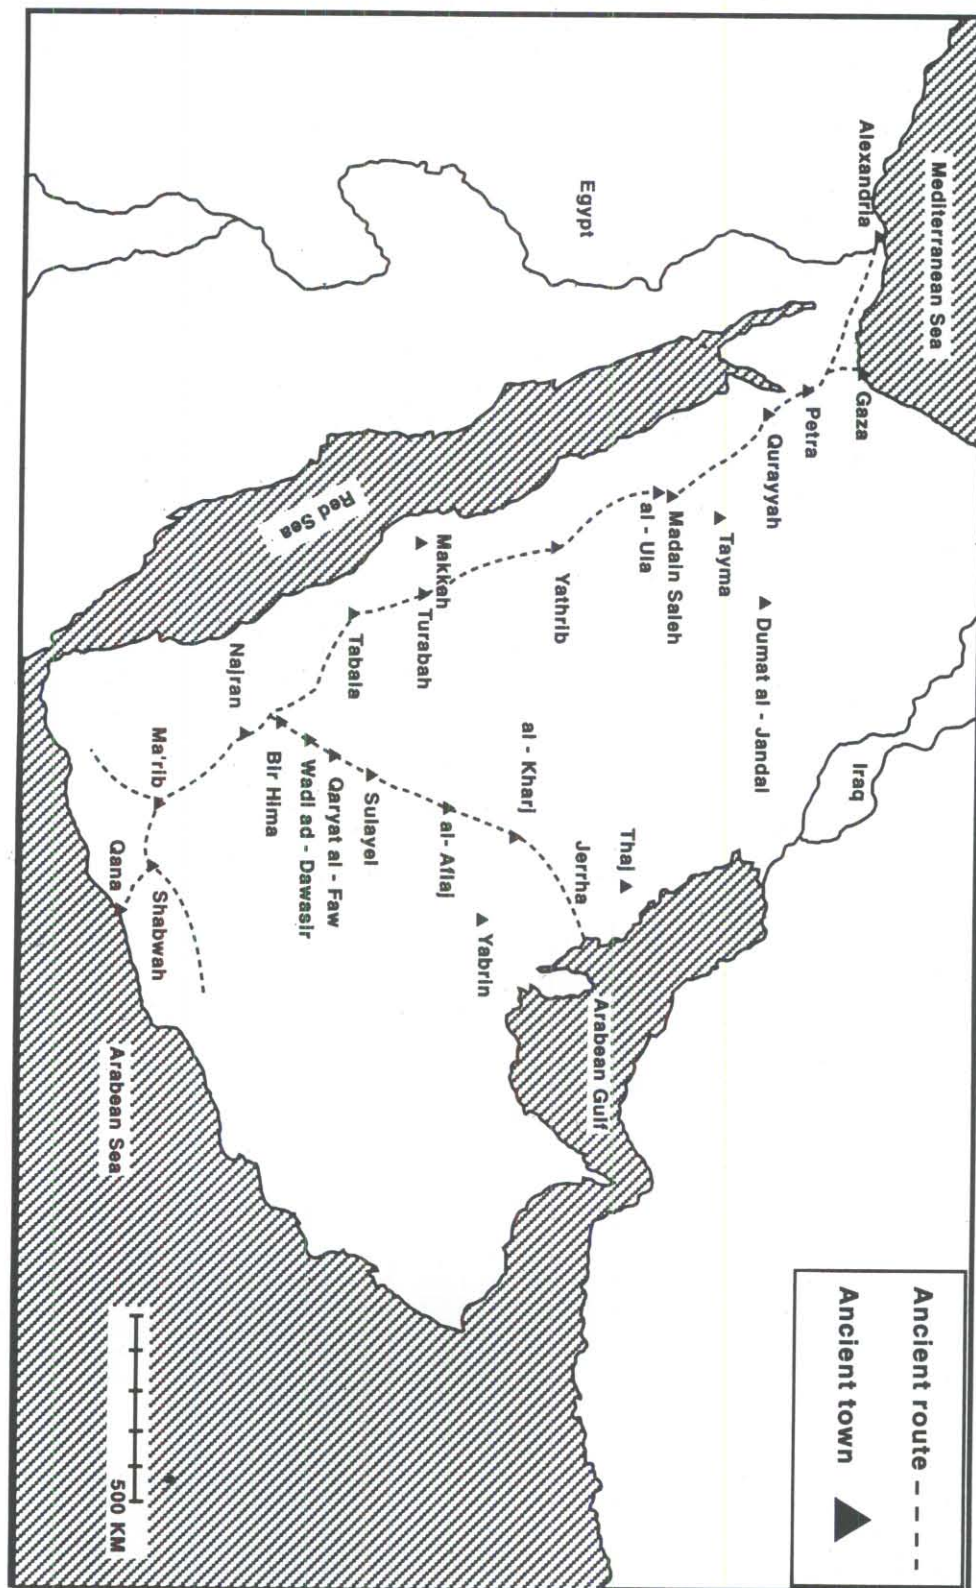 Mediterranean Sea
Alexandria
Gaza
Petra
Qurayyah
Egypt
Tayma
Madain Saleh
al - Ula
Dumat al - Jandal
Iraq
Yathrib
Red Sea
Makkah
Turabah
Tabala
al - Kharj
Thaj
Jerrha
Arabean Gulf
Yabrin
al- Aflaj
Sulayel
Qaryat al - Faw
Wadi ad - Dawasir
Bir Hima
Najran
Ma'rib
Shabwah
Qana
Arabean Sea
Ancient route
Ancient town
500 KM